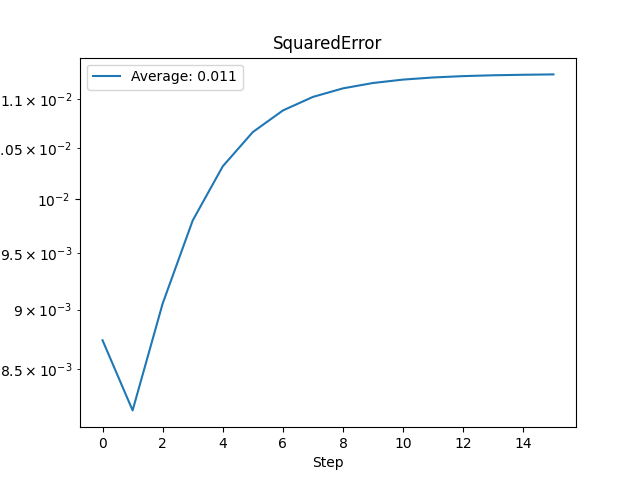 SquaredError
Average: 0.011
1.1 × 10⁻²
.05 × 10⁻²
10⁻²
9.5 × 10⁻³
9 × 10⁻³
8.5 × 10⁻³
0 2 4 6 8 10 12 14
Step